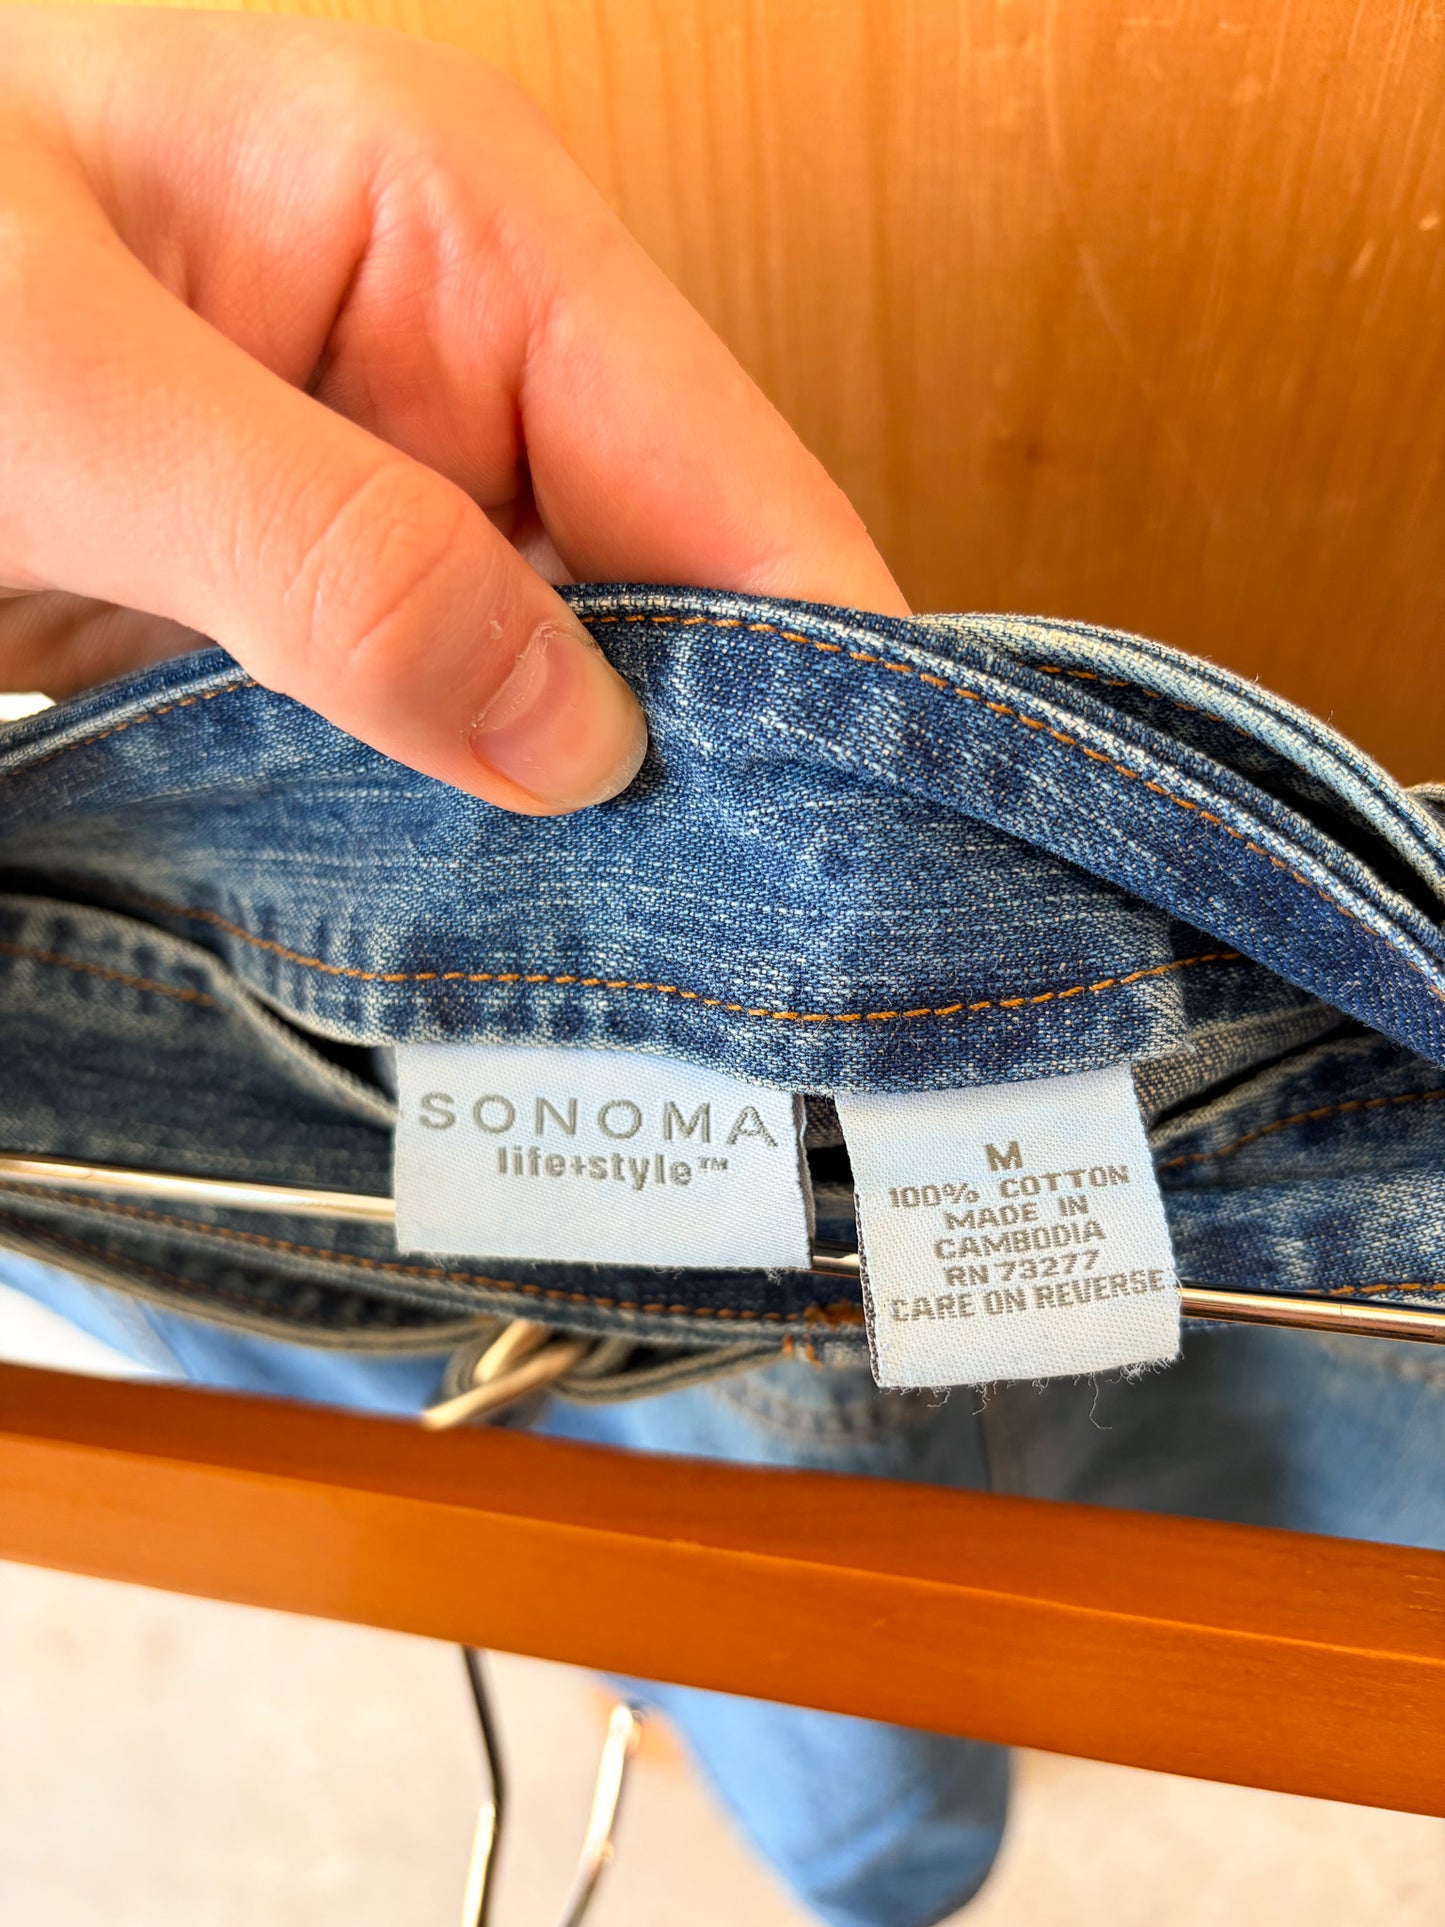 SONOMA
life+style™
M
100% COTTON
MADE IN
CAMBODIA
RN 73277
CARE ON REVERSE